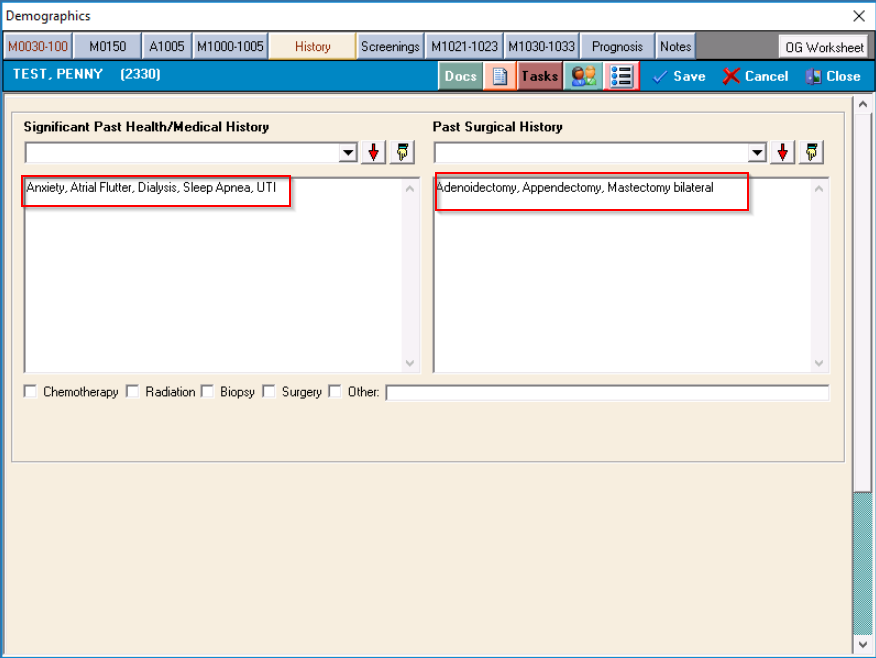 Demographics
M0030-100 M0150 A1005 M1000-1005 History Screenings M1021-1023 M1030-1033 Prognosis Notes OG Worksheet
TEST, PENNY (2330) Docs Tasks Save Cancel Close
Significant Past Health/Medical History Past Surgical History
Anxiety, Atrial Flutter, Dialysis, Sleep Apnea, UTI Adenoidectomy, Appendectomy, Mastectomy bilateral
Chemotherapy Radiation Biopsy Surgery Other: